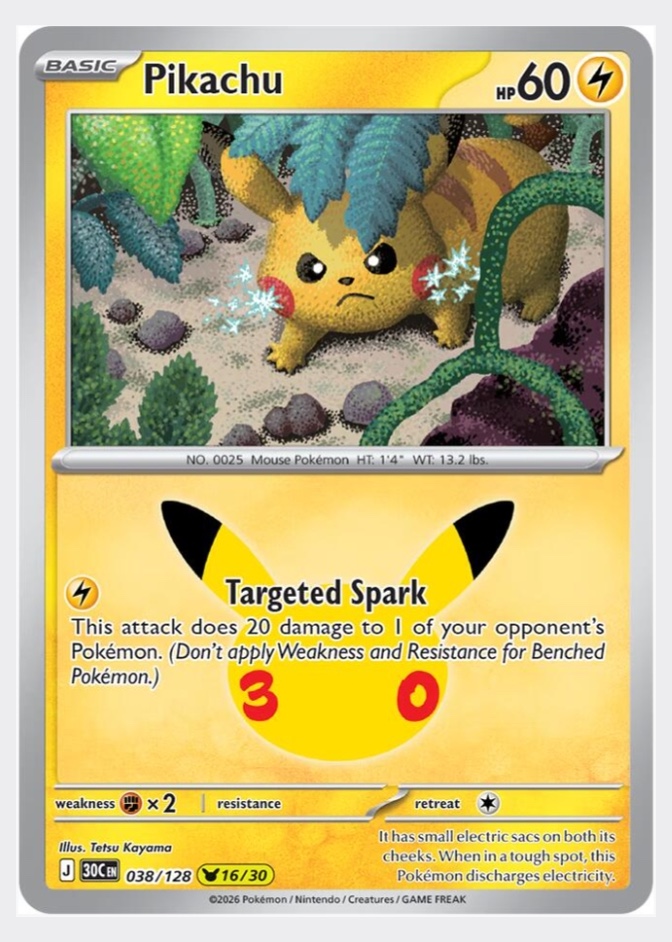 BASIC Pikachu HP 60
NO. 0025 Mouse Pokémon HT: 1'4" WT: 13.2 lbs.
Targeted Spark
This attack does 20 damage to 1 of your opponent's
Pokémon. (Don't apply Weakness and Resistance for Benched
Pokémon.)
3 0
weakness ×2 resistance retreat
Illus. Tetsu Kayama
It has small electric sacs on both its
cheeks. When in a tough spot, this
Pokémon discharges electricity.
J 30C EN 038/128 16/30
©2026 Pokémon / Nintendo / Creatures / GAME FREAK